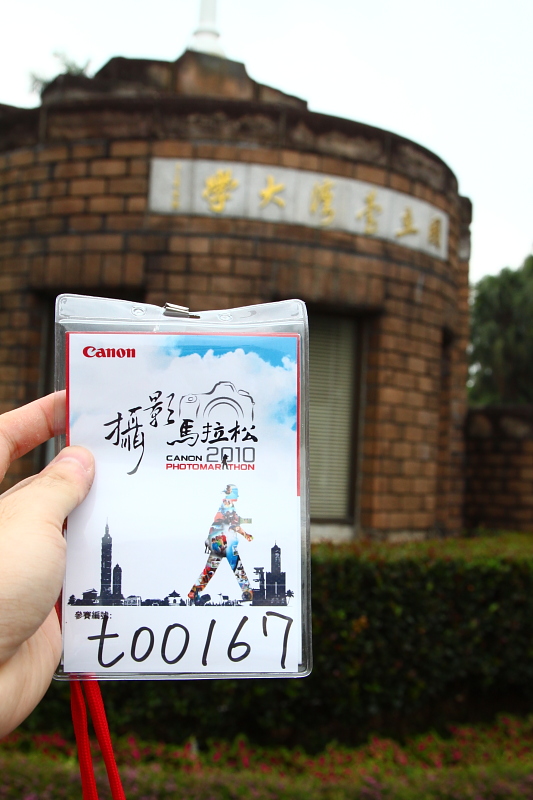 學大灣臺立國
Canon
攝影
馬拉松
CANON 2010
PHOTOMARATHON
參賽編號:
t00167